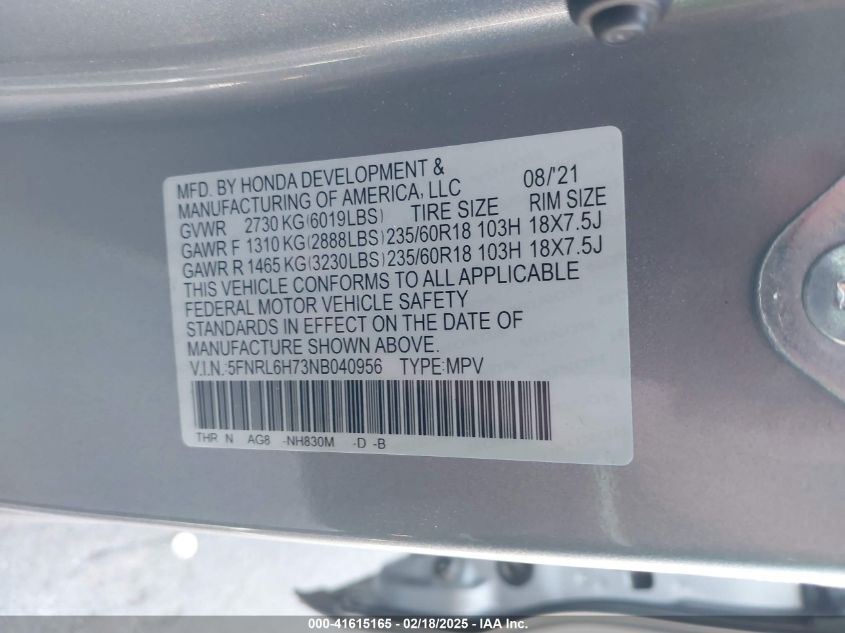 MFD. BY HONDA DEVELOPMENT &
MANUFACTURING OF AMERICA, LLC 08/'21
GVWR 2730 KG(6019LBS) TIRE SIZE RIM SIZE
GAWR F 1310 KG(2888LBS) 235/60R18 103H 18X7.5J
GAWR R 1465 KG(3230LBS) 235/60R18 103H 18X7.5J
THIS VEHICLE CONFORMS TO ALL APPLICABLE
FEDERAL MOTOR VEHICLE SAFETY
STANDARDS IN EFFECT ON THE DATE OF
MANUFACTURE SHOWN ABOVE.
V.I.N.:5FNRL6H73NB040956 TYPE:MPV
THR N AG8 -NH830M -D -B
000-41615165 - 02/18/2025 - IAA Inc.